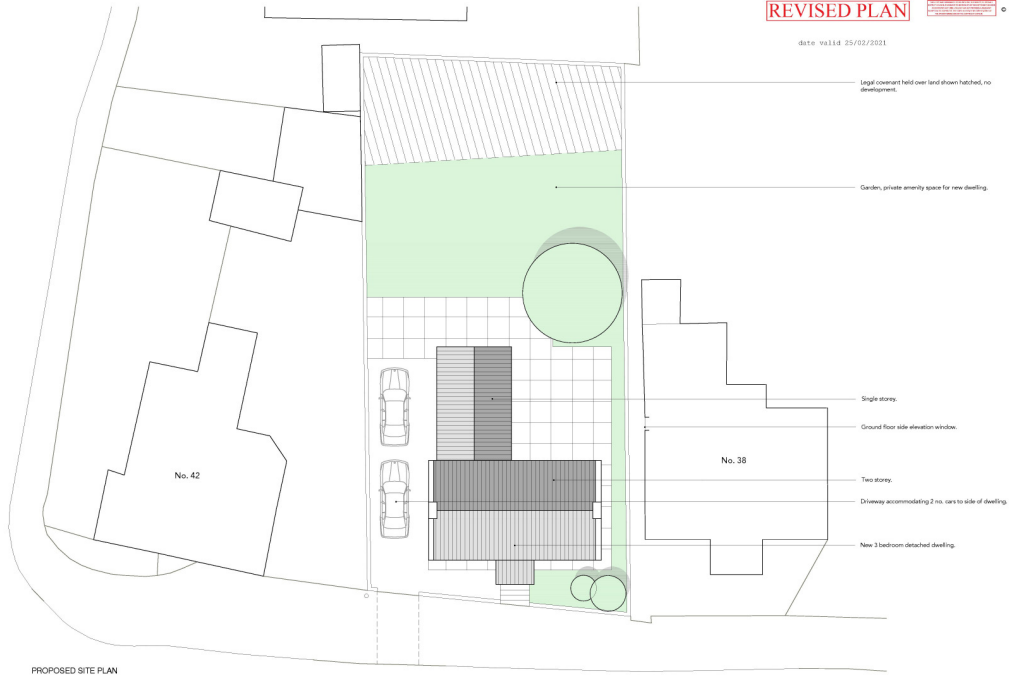 REVISED PLAN
©
date valid 25/02/2021
Legal covenant held over land shown hatched, no
development.
Garden, private amenity space for new dwelling.
Single storey.
Ground floor side elevation window.
No. 38
No. 42
Two storey.
Driveway accommodating 2 no. cars to side of dwelling.
New 3 bedroom detached dwelling.
PROPOSED SITE PLAN